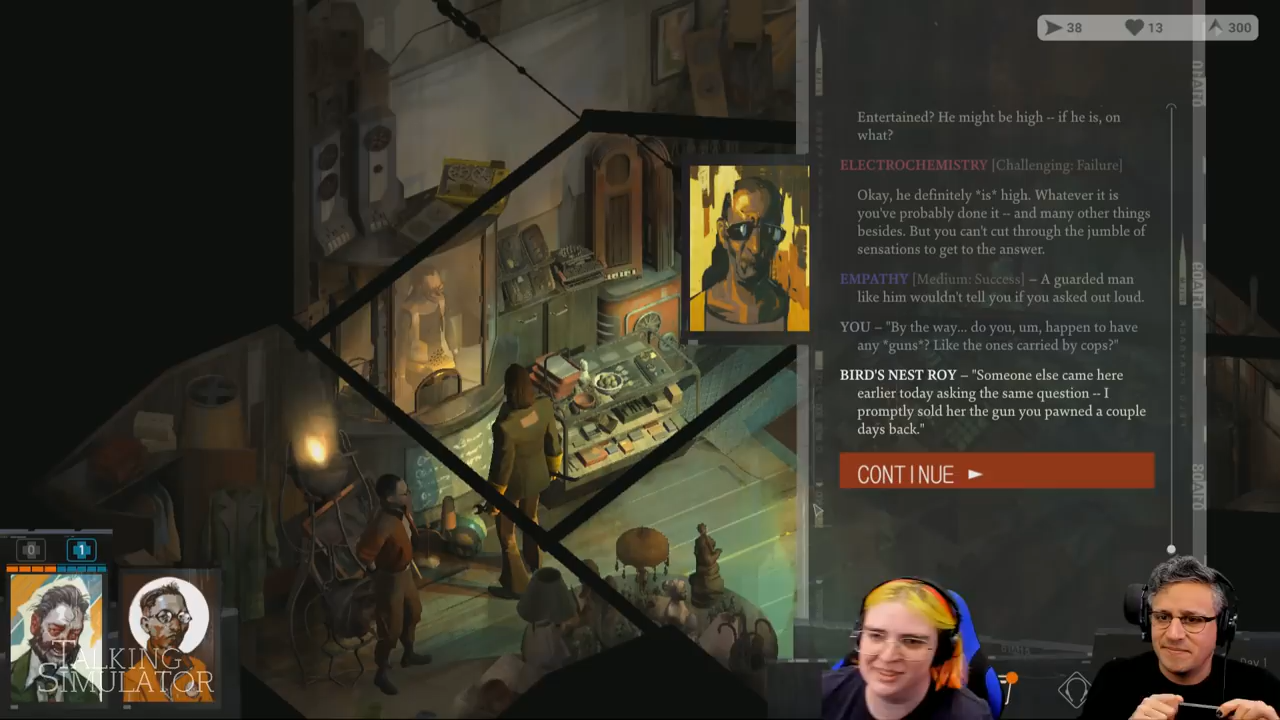 38 13 300
Entertained? He might be high – if he is, on
what?
ELECTROCHEMISTRY [Challenging: Failure]
Okay, he definitely *is* high. Whatever it is
you've probably done it – and many other things
besides. But you can't cut through the jumble of
sensations to get to the answer.
EMPATHY [Medium: Success] – A guarded man
like him wouldn't tell you if you asked out loud.
YOU – "By the way... do you, um, happen to have
any *guns*? Like the ones carried by cops?"
BIRD'S NEST ROY – "Someone else came here
earlier today asking the same question – I
promptly sold her the gun you pawned a couple
days back."
CONTINUE
0 1
TALKING
SIMULATOR
Day 1